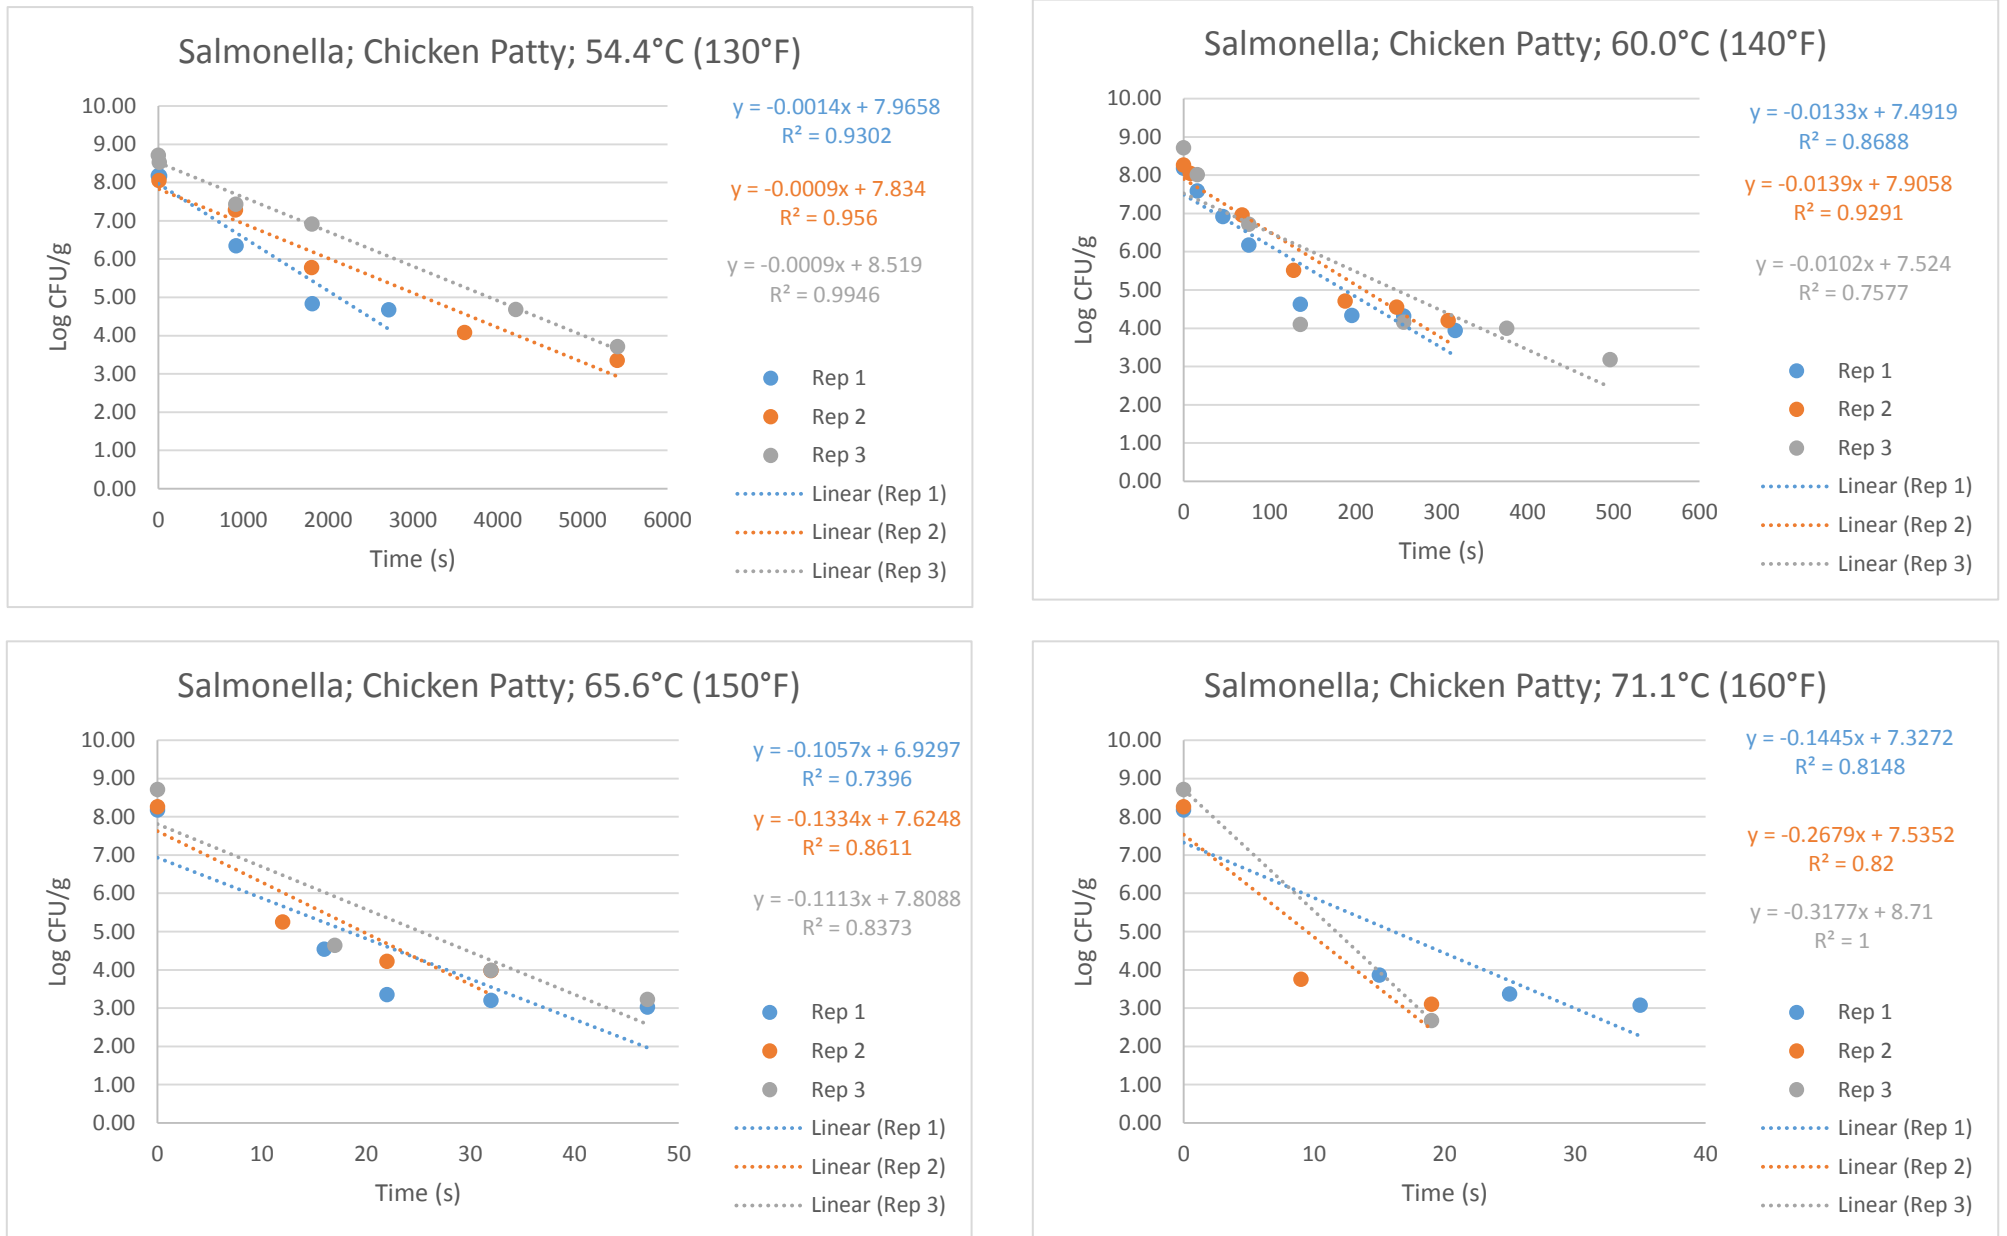 Salmonella; Chicken Patty; 54.4°C (130°F)
10.00
9.00
8.00
7.00
6.00
5.00
4.00
3.00
2.00
1.00
0.00
Log CFU/g
0 1000 2000 3000 4000 5000 6000
Time (s)
y = -0.0014x + 7.9658
R² = 0.9302
y = -0.0009x + 7.834
R² = 0.956
y = -0.0009x + 8.519
R² = 0.9946
Rep 1
Rep 2
Rep 3
Linear (Rep 1)
Linear (Rep 2)
Linear (Rep 3)
Salmonella; Chicken Patty; 60.0°C (140°F)
10.00
9.00
8.00
7.00
6.00
5.00
4.00
3.00
2.00
1.00
0.00
Log CFU/g
0 100 200 300 400 500 600
Time (s)
y = -0.0133x + 7.4919
R² = 0.8688
y = -0.0139x + 7.9058
R² = 0.9291
y = -0.0102x + 7.524
R² = 0.7577
Rep 1
Rep 2
Rep 3
Linear (Rep 1)
Linear (Rep 2)
Linear (Rep 3)
Salmonella; Chicken Patty; 65.6°C (150°F)
10.00
9.00
8.00
7.00
6.00
5.00
4.00
3.00
2.00
1.00
0.00
Log CFU/g
0 10 20 30 40 50
Time (s)
y = -0.1057x + 6.9297
R² = 0.7396
y = -0.1334x + 7.6248
R² = 0.8611
y = -0.1113x + 7.8088
R² = 0.8373
Rep 1
Rep 2
Rep 3
Linear (Rep 1)
Linear (Rep 2)
Linear (Rep 3)
Salmonella; Chicken Patty; 71.1°C (160°F)
10.00
9.00
8.00
7.00
6.00
5.00
4.00
3.00
2.00
1.00
0.00
Log CFU/g
0 10 20 30 40
Time (s)
y = -0.1445x + 7.3272
R² = 0.8148
y = -0.2679x + 7.5352
R² = 0.82
y = -0.3177x + 8.71
R² = 1
Rep 1
Rep 2
Rep 3
Linear (Rep 1)
Linear (Rep 2)
Linear (Rep 3)